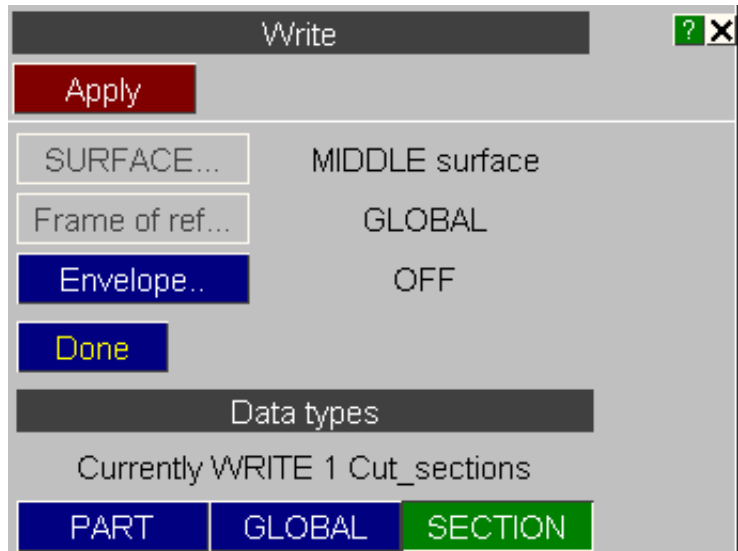 Write ?
Apply
SURFACE... MIDDLE surface
Frame of ref... GLOBAL
Envelope.. OFF
Done
Data types
Currently WRITE 1 Cut_sections
PART GLOBAL SECTION